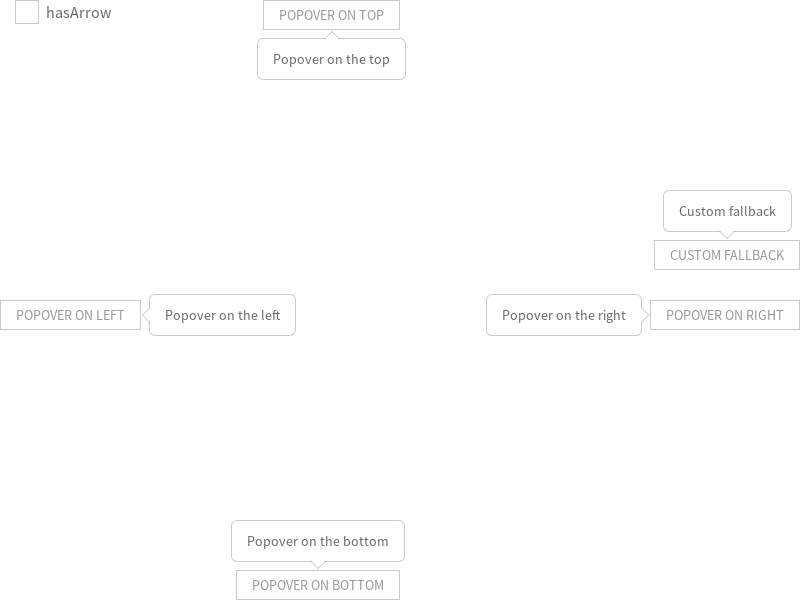 hasArrow
POPOVER ON TOP
Popover on the top
Custom fallback
CUSTOM FALLBACK
POPOVER ON LEFT
Popover on the left
Popover on the right
POPOVER ON RIGHT
Popover on the bottom
POPOVER ON BOTTOM